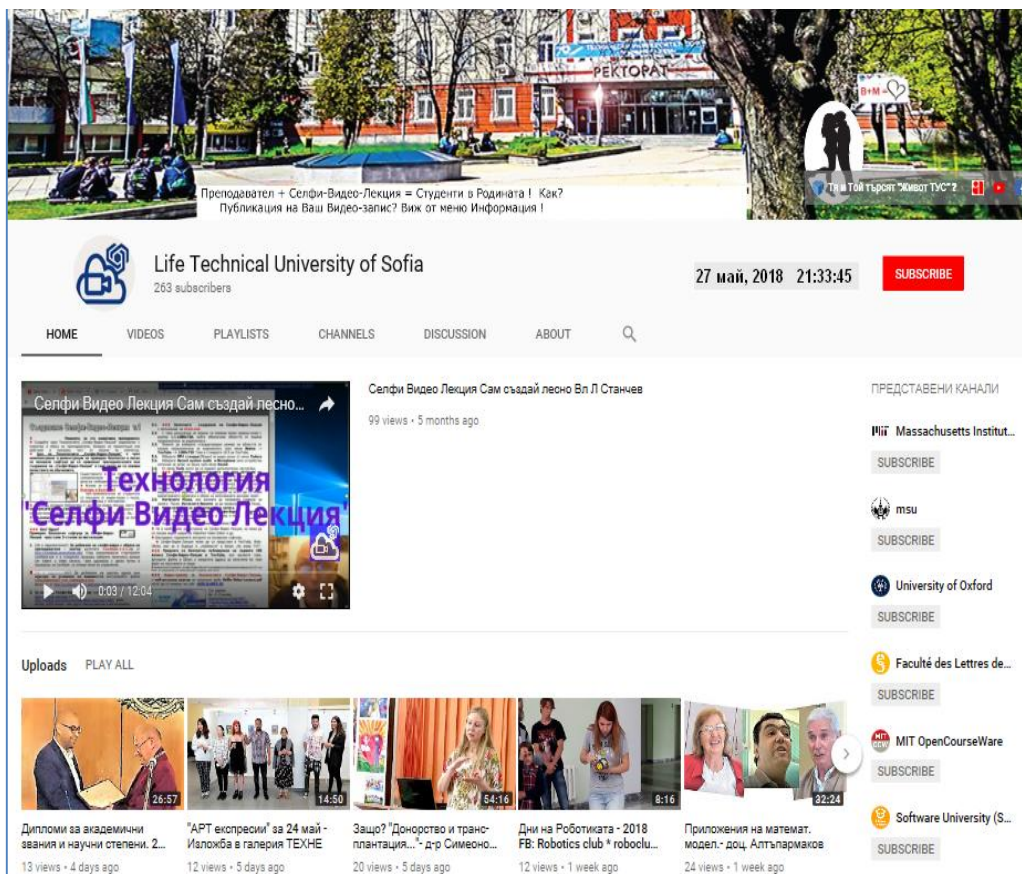 РЕКТОРАТ
B+M =
Преподавател + Селфи-Видео-Лекция = Студенти в Родината ! Как?
Публикация на Ваш Видео-запис? Виж от меню Информация !
Тя и Той търсят "Живот ТУС" ?
Life Technical University of Sofia
263 subscribers
27 май, 2018 21:33:45
SUBSCRIBE
HOME VIDEOS PLAYLISTS CHANNELS DISCUSSION ABOUT
Селфи Видео Лекция Сам създай лесно...
Технология
"Селфи Видео Лекция"
0:03 / 12:04
Селфи Видео Лекция Сам създай лесно Вл Л Станчев
99 views • 5 months ago
ПРЕДСТАВЕНИ КАНАЛИ
Massachusetts Institut...
SUBSCRIBE
msu
SUBSCRIBE
University of Oxford
SUBSCRIBE
Faculté des Lettres de...
SUBSCRIBE
MIT OpenCourseWare
SUBSCRIBE
Software University (S...
SUBSCRIBE
Uploads PLAY ALL
26:57
Дипломи за академични
звания и научни степени. 2...
13 views • 4 days ago
14:50
"АРТ експресии" за 24 май -
Изложба в галерия ТЕХНЕ
12 views • 5 days ago
54:16
Защо? "Донорство и транс-
плантация..."- д-р Симеоно...
20 views • 5 days ago
8:16
Дни на Роботиката - 2018
FB: Robotics club * roboclu...
12 views • 1 week ago
32:24
Приложения на математ.
модел.- доц. Алтъпармаков
24 views • 1 week ago